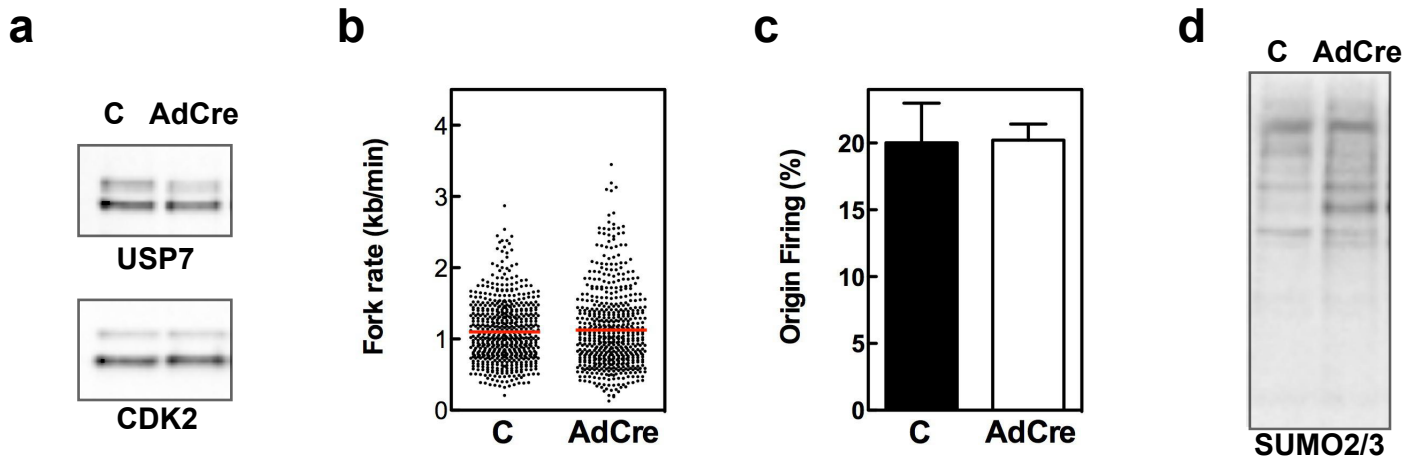 a
C AdCre
USP7
CDK2
b
Fork rate (kb/min)
4
3
2
1
0
C AdCre
c
Origin Firing (%)
20
15
10
5
0
C AdCre
d
C AdCre
SUMO2/3